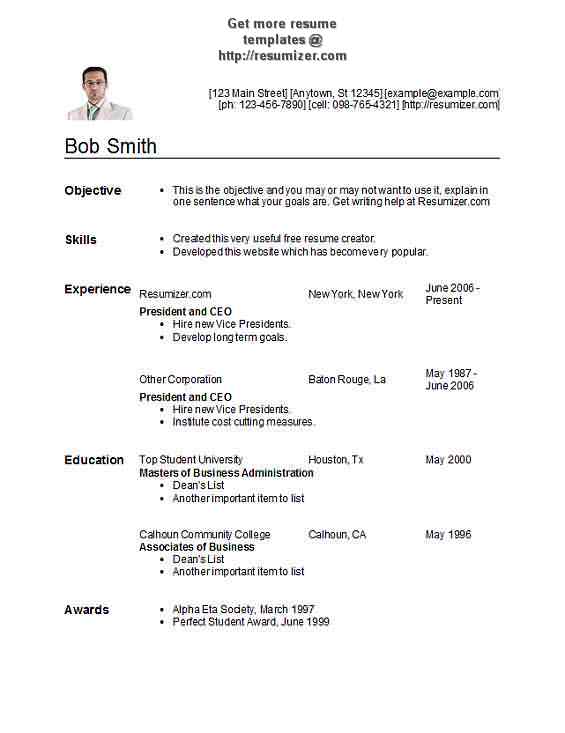 Get more resume
templates @
http://resumizer.com
[123 Main Street] [Anytown, St 12345] [example@example.com]
[ph: 123-456-7890] [cell: 098-765-4321] [http://resumizer.com]
Bob Smith
Objective • This is the objective and you may or may not want to use it, explain in
one sentence what your goals are. Get writing help at Resumizer.com
Skills • Created this very useful free resume creator.
• Developed this website which has become very popular.
Experience Resumizer.com New York, New York June 2006 -
Present
President and CEO
• Hire new Vice Presidents.
• Develop long term goals.
Other Corporation Baton Rouge, La May 1987 -
June 2006
President and CEO
• Hire new Vice Presidents.
• Institute cost cutting measures.
Education Top Student University Houston, Tx May 2000
Masters of Business Administration
• Dean's List
• Another important item to list
Calhoun Community College Calhoun, CA May 1996
Associates of Business
• Dean's List
• Another important item to list
Awards • Alpha Eta Society, March 1997
• Perfect Student Award, June 1999